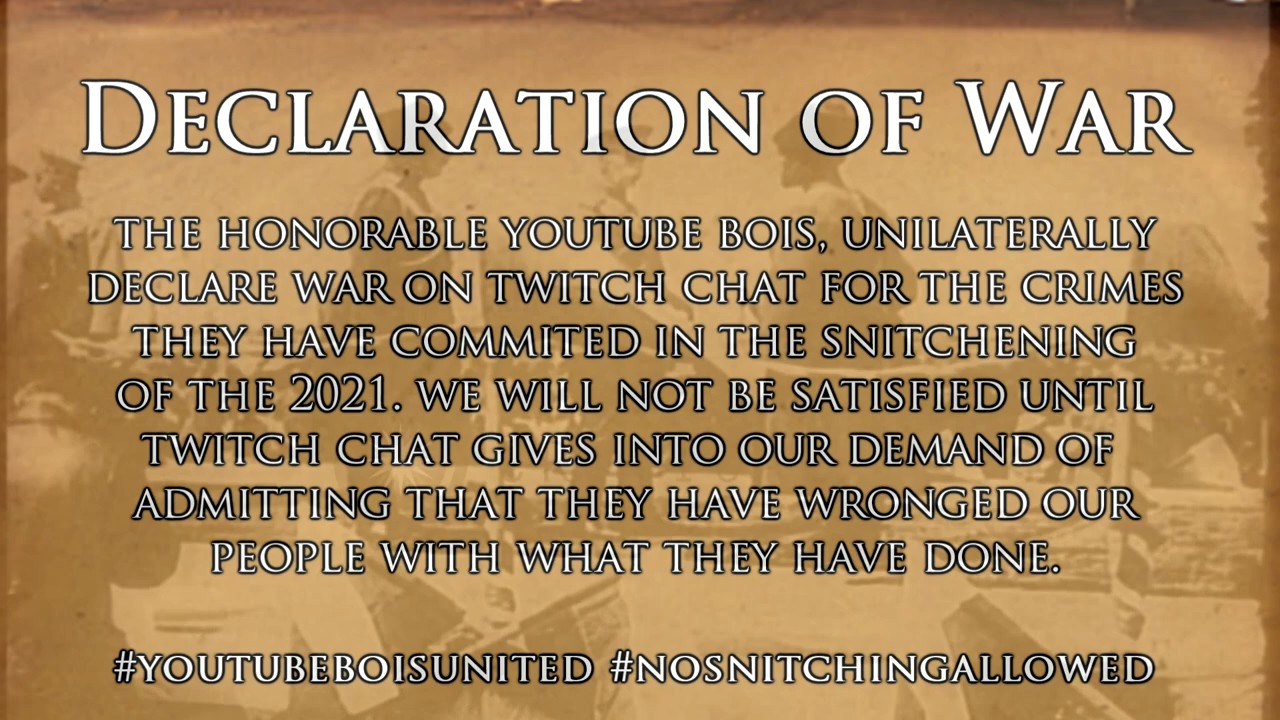 Declaration of War
THE HONORABLE YOUTUBE BOIS, UNILATERALLY
DECLARE WAR ON TWITCH CHAT FOR THE CRIMES
THEY HAVE COMMITED IN THE SNITCHENING
OF THE 2021. WE WILL NOT BE SATISFIED UNTIL
TWITCH CHAT GIVES INTO OUR DEMAND OF
ADMITTING THAT THEY HAVE WRONGED OUR
PEOPLE WITH WHAT THEY HAVE DONE.
#YOUTUBEBOISUNITED #NOSNITCHINGALLOWED